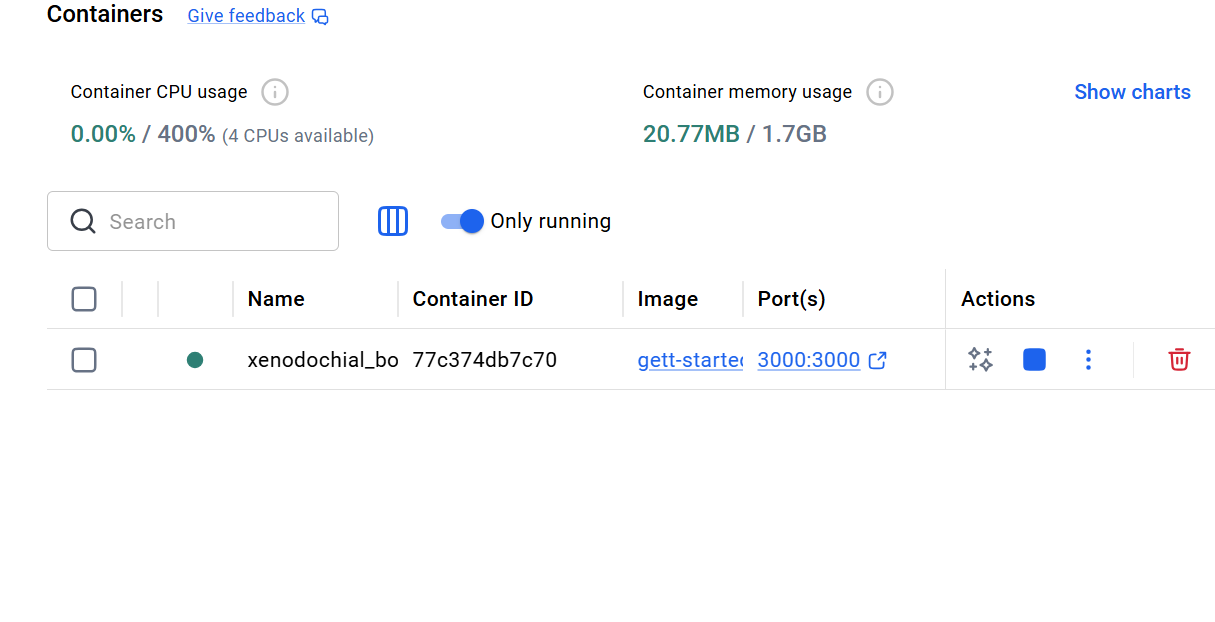 Containers Give feedback
Container CPU usage
0.00% / 400% (4 CPUs available)
Container memory usage
20.77MB / 1.7GB
Show charts
Search
Only running
Name Container ID Image Port(s) Actions
xenodochial_bo 77c374db7c70 gett-started 3000:3000